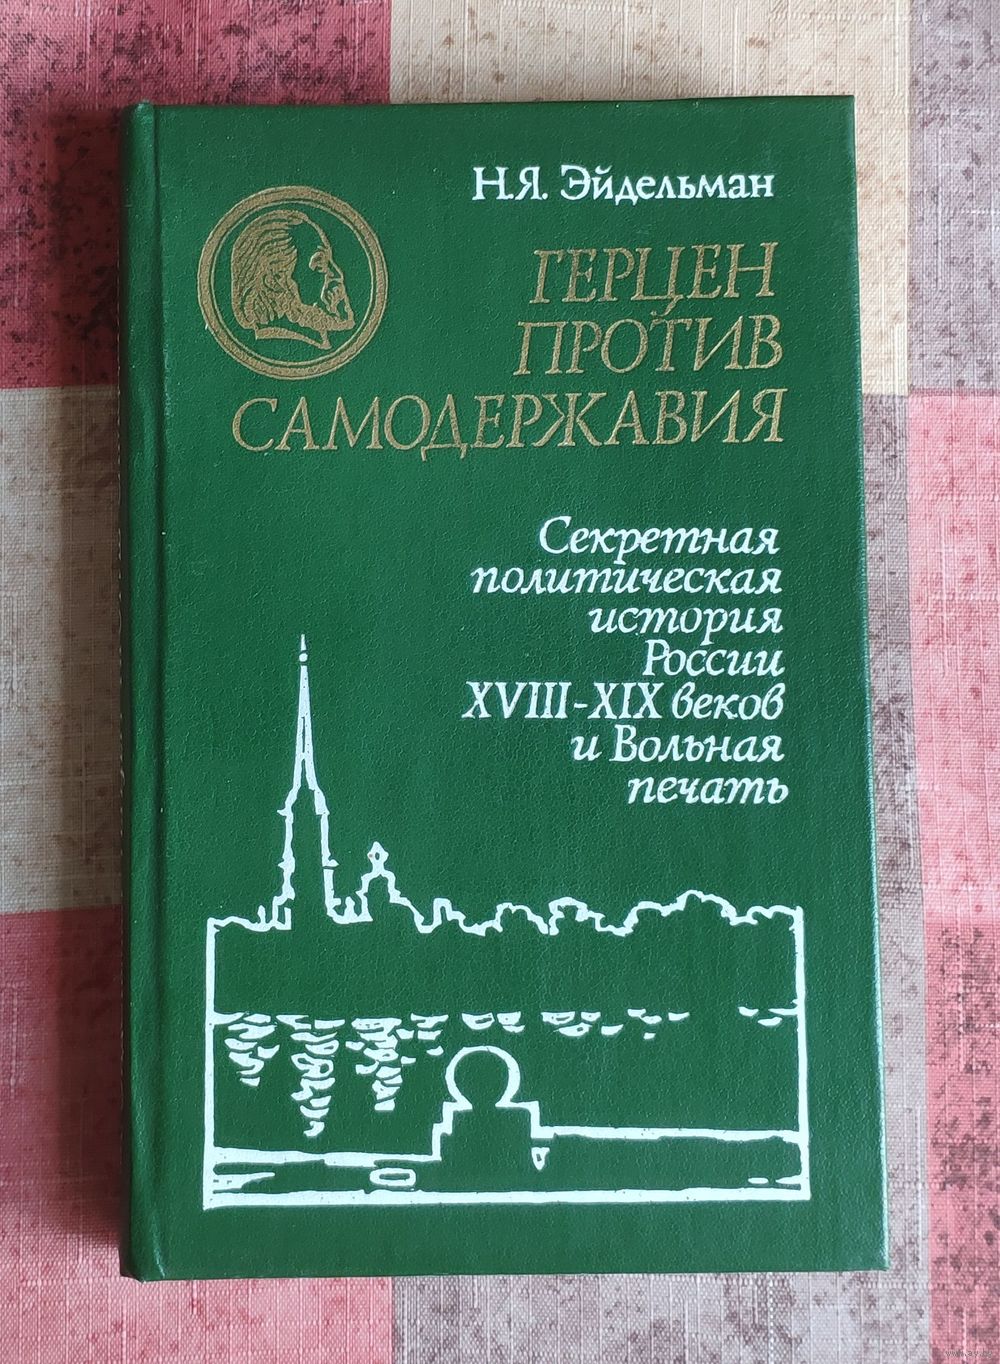 Н.Я. Эйдельман
ГЕРЦЕН
ПРОТИВ
САМОДЕРЖАВИЯ
Секретная
политическая
история
России
XVIII-XIX веков
и Вольная
печать